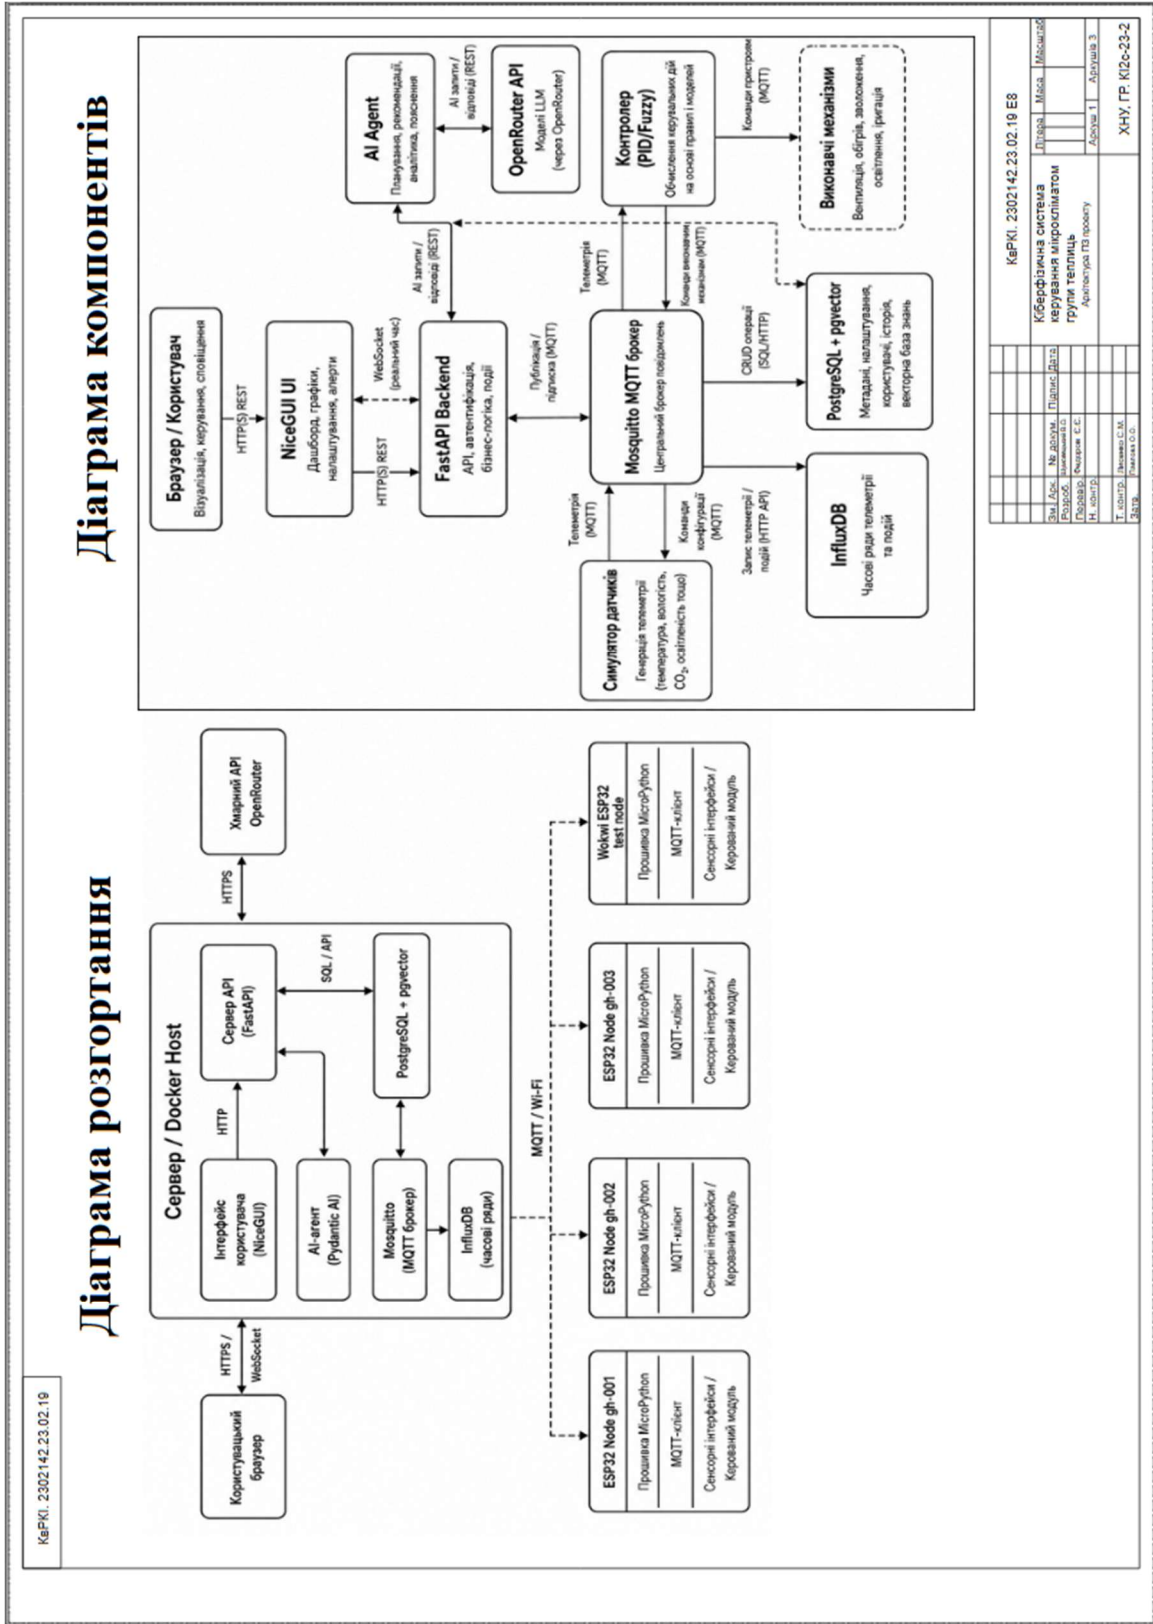 КвРКІ. 2302142.23.02.19
Діаграма розгортання
Користувацький
браузер
HTTPS /
WebSocket
Сервер / Docker Host
Інтерфейс
користувача
(NiceGUI)
HTTP
Сервер API
(FastAPI)
AI-агент
(Pydantic AI)
SQL / API
Mosquitto
(MQTT брокер)
PostgreSQL + pgvector
InfluxDB
(часові ряди)
HTTPS
Хмарний API
OpenRouter
MQTT / Wi-Fi
ESP32 Node gh-001
Прошивка MicroPython
MQTT-клієнт
Сенсорні інтерфейси /
Керований модуль
ESP32 Node gh-002
Прошивка MicroPython
MQTT-клієнт
Сенсорні інтерфейси /
Керований модуль
ESP32 Node gh-003
Прошивка MicroPython
MQTT-клієнт
Сенсорні інтерфейси /
Керований модуль
Wokwi ESP32
test node
Прошивка MicroPython
MQTT-клієнт
Сенсорні інтерфейси /
Керований модуль
Діаграма компонентів
Браузер / Користувач
Візуалізація, керування, сповіщення
HTTP(S) REST
NiceGUI UI
Дашборд, графіки,
налаштування, алерти
HTTP(S) REST
WebSocket
(реальний час)
FastAPI Backend
API, автентифікація,
бізнес-логіка, події
AI запити /
відповіді (REST)
AI Agent
Планування, рекомендації,
аналітика, пояснення
AI запити /
відповіді (REST)
OpenRouter API
Моделі LLM
(через OpenRouter)
Публікація /
підписка (MQTT)
Симулятор датчиків
Генерація телеметрії
(температура, вологість,
CO₂, освітленість тощо)
Телеметрія
(MQTT)
Команди
конфігурації
(MQTT)
Mosquitto MQTT брокер
Центральний брокер повідомлень
Телеметрія
(MQTT)
Команди виконавчим
механізмам (MQTT)
Контролер
(PID/Fuzzy)
Обчислення керувальних дій
на основі правил і моделей
Команди пристроям
(MQTT)
Виконавчі механізми
Вентиляція, обігрів, зволоження,
освітлення, іригація
Запис телеметрії /
подій (HTTP API)
CRUD операції
(SQL/HTTP)
InfluxDB
Часові ряди телеметрії
та подій
PostgreSQL + pgvector
Метадані, налаштування,
користувачі, історія,
векторна база знань
КвРКІ. 2302142.23.02.19 Е8
Зм. Арк. № докум. Підпис Дата
Розроб.
Перевір. С.С.
Н. контр.
Т. контр. С.М.
Затв. О.О.
Кіберфізична система
керування мікрокліматом
групи теплиць
Архітектура ПЗ проекту
Літера Маса Масштаб
Аркуш 1 Аркушів 3
ХНУ, ГР. КІ2с-23-2